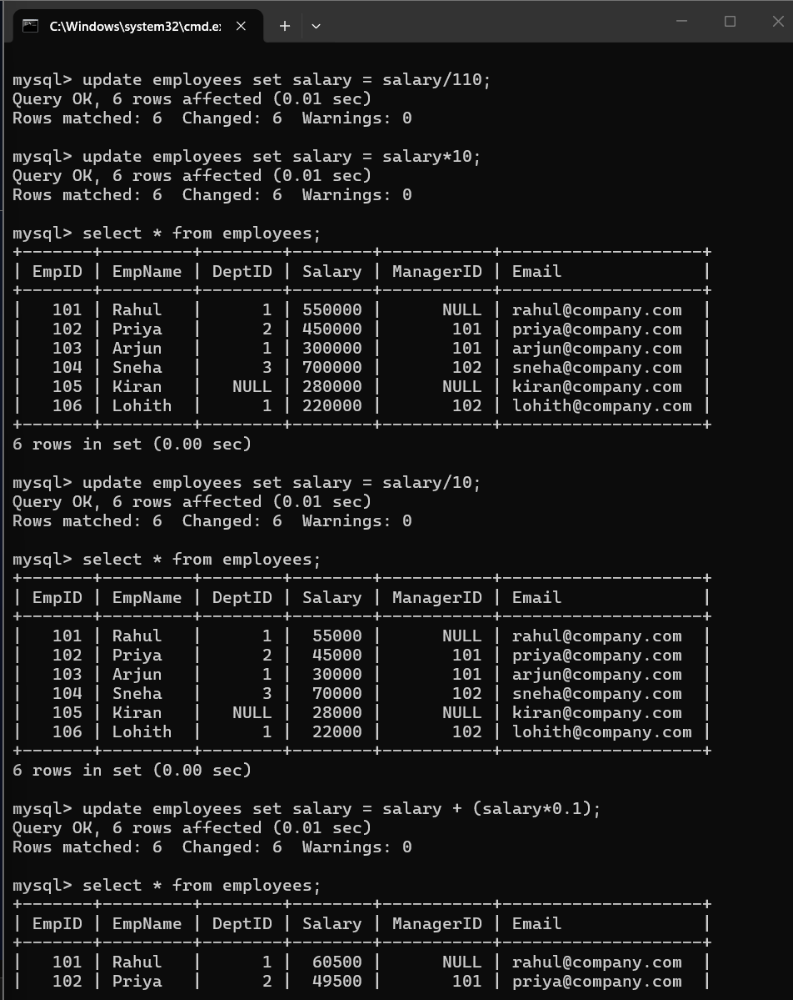 C:\Windows\system32\cmd.e
mysql> update employees set salary = salary/110;
Query OK, 6 rows affected (0.01 sec)
Rows matched: 6  Changed: 6  Warnings: 0
mysql> update employees set salary = salary*10;
Query OK, 6 rows affected (0.01 sec)
Rows matched: 6  Changed: 6  Warnings: 0
mysql> select * from employees;
+-------+---------+--------+--------+-----------+--------------------+
| EmpID | EmpName | DeptID | Salary | ManagerID | Email              |
+-------+---------+--------+--------+-----------+--------------------+
|   101 | Rahul   |      1 | 550000 |      NULL | rahul@company.com  |
|   102 | Priya   |      2 | 450000 |       101 | priya@company.com  |
|   103 | Arjun   |      1 | 300000 |       101 | arjun@company.com  |
|   104 | Sneha   |      3 | 700000 |       102 | sneha@company.com  |
|   105 | Kiran   |   NULL | 280000 |      NULL | kiran@company.com  |
|   106 | Lohith  |      1 | 220000 |       102 | lohith@company.com |
+-------+---------+--------+--------+-----------+--------------------+
6 rows in set (0.00 sec)
mysql> update employees set salary = salary/10;
Query OK, 6 rows affected (0.01 sec)
Rows matched: 6  Changed: 6  Warnings: 0
mysql> select * from employees;
+-------+---------+--------+--------+-----------+--------------------+
| EmpID | EmpName | DeptID | Salary | ManagerID | Email              |
+-------+---------+--------+--------+-----------+--------------------+
|   101 | Rahul   |      1 |  55000 |      NULL | rahul@company.com  |
|   102 | Priya   |      2 |  45000 |       101 | priya@company.com  |
|   103 | Arjun   |      1 |  30000 |       101 | arjun@company.com  |
|   104 | Sneha   |      3 |  70000 |       102 | sneha@company.com  |
|   105 | Kiran   |   NULL |  28000 |      NULL | kiran@company.com  |
|   106 | Lohith  |      1 |  22000 |       102 | lohith@company.com |
+-------+---------+--------+--------+-----------+--------------------+
6 rows in set (0.00 sec)
mysql> update employees set salary = salary + (salary*0.1);
Query OK, 6 rows affected (0.01 sec)
Rows matched: 6  Changed: 6  Warnings: 0
mysql> select * from employees;
+-------+---------+--------+--------+-----------+--------------------+
| EmpID | EmpName | DeptID | Salary | ManagerID | Email              |
+-------+---------+--------+--------+-----------+--------------------+
|   101 | Rahul   |      1 |  60500 |      NULL | rahul@company.com  |
|   102 | Priya   |      2 |  49500 |       101 | priya@company.com  |